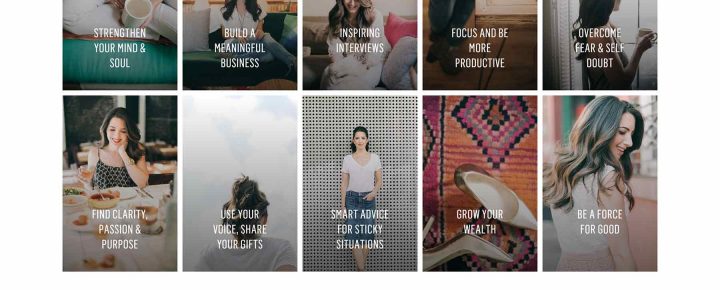 STRENGTHEN
YOUR MIND &
SOUL
BUILD A
MEANINGFUL
BUSINESS
INSPIRING
INTERVIEWS
FOCUS AND BE
MORE
PRODUCTIVE
OVERCOME
FEAR & SELF
DOUBT
FIND CLARITY,
PASSION &
PURPOSE
USE YOUR
VOICE, SHARE
YOUR GIFTS
SMART ADVICE
FOR STICKY
SITUATIONS
GROW YOUR
WEALTH
BE A FORCE
FOR GOOD